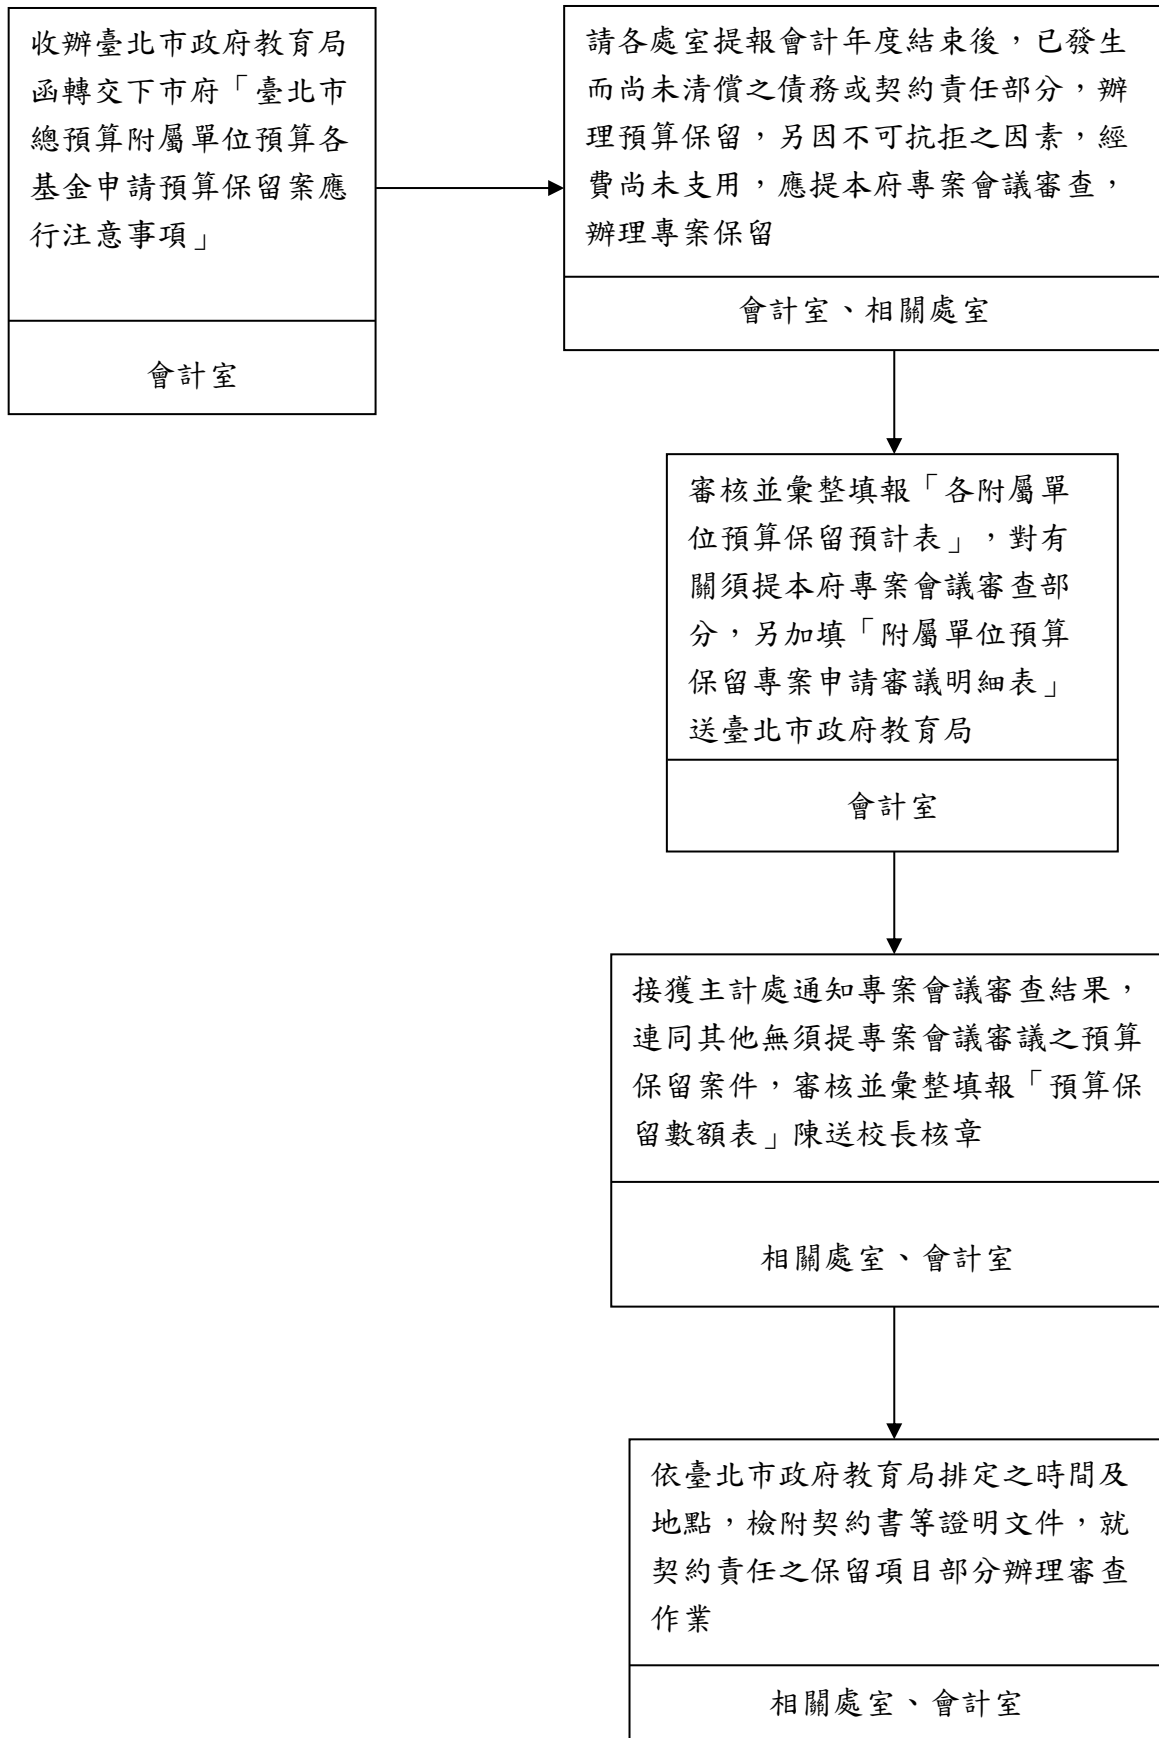 收辦臺北市政府教育局
函轉交下市府「臺北市
總預算附屬單位預算各
基金申請預算保留案應
行注意事項」
會計室
請各處室提報會計年度結束後，已發生
而尚未清償之債務或契約責任部分，辦
理預算保留，另因不可抗拒之因素，經
費尚未支用，應提本府專案會議審查，
辦理專案保留
會計室、相關處室
審核並彙整填報「各附屬單
位預算保留預計表」，對有
關須提本府專案會議審查部
分，另加填「附屬單位預算
保留專案申請審議明細表」
送臺北市政府教育局
會計室
接獲主計處通知專案會議審查結果，
連同其他無須提專案會議審議之預算
保留案件，審核並彙整填報「預算保
留數額表」陳送校長核章
相關處室、會計室
依臺北市政府教育局排定之時間及
地點，檢附契約書等證明文件，就
契約責任之保留項目部分辦理審查
作業
相關處室、會計室